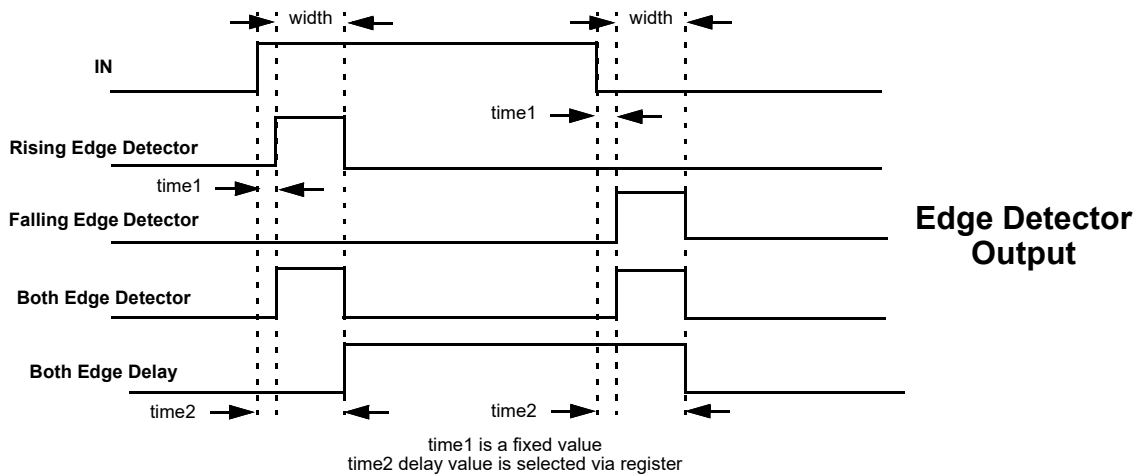 width
width
IN
time1
Rising Edge Detector
time1
Falling Edge Detector
Edge Detector
Output
Both Edge Detector
Both Edge Delay
time2
time2
time1 is a fixed value
time2 delay value is selected via register